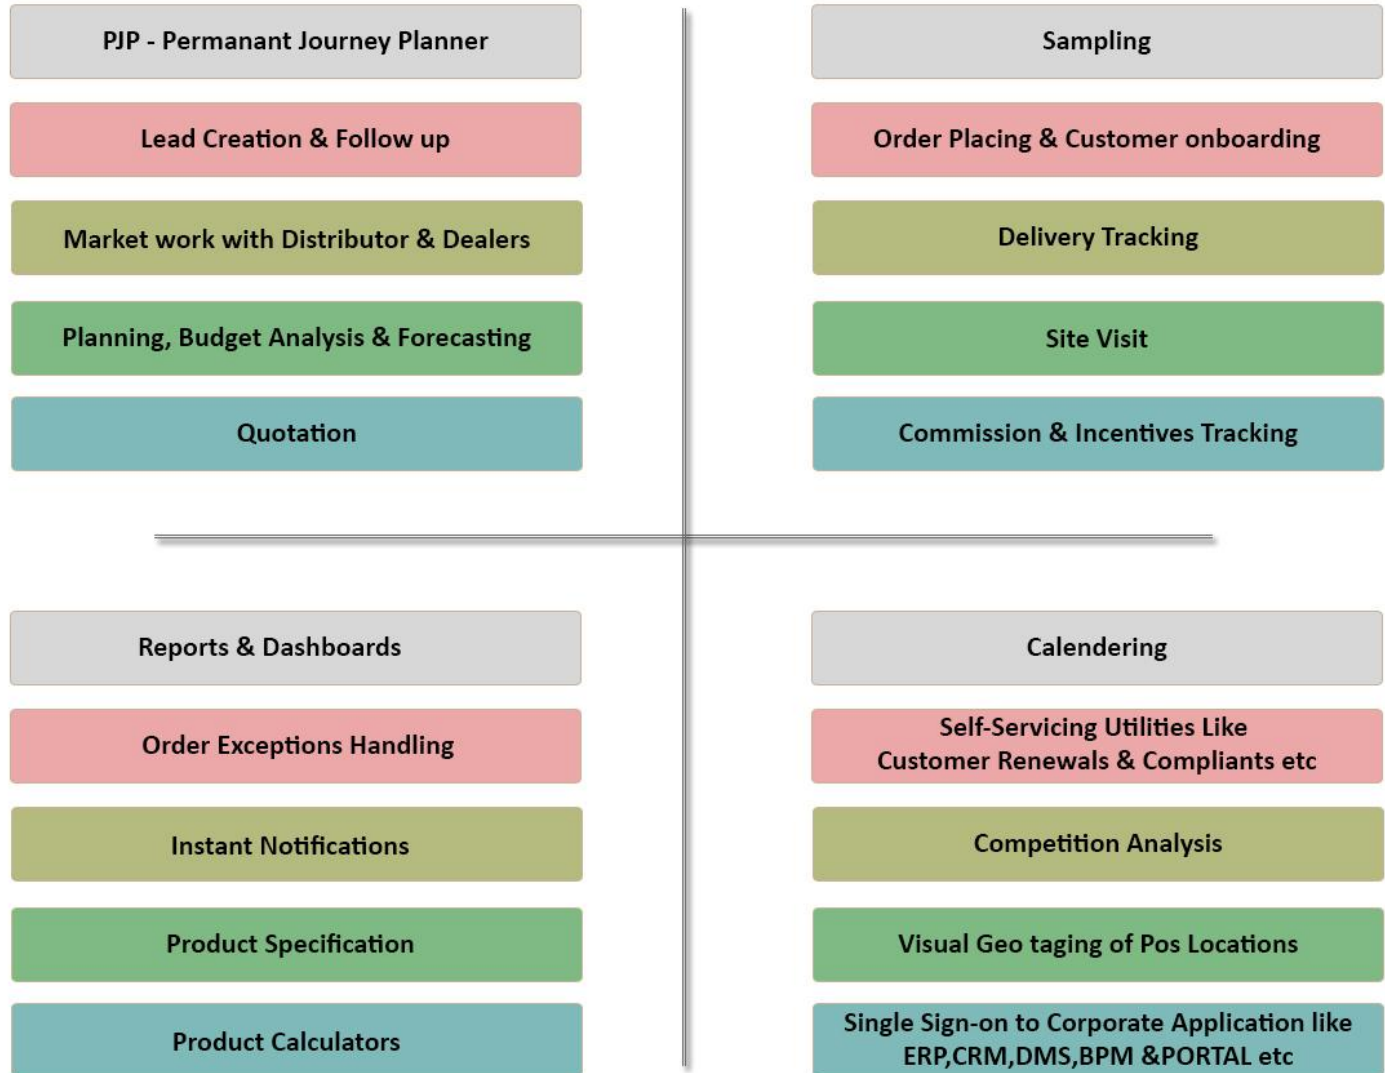 PJP - Permanant Journey Planner
Lead Creation & Follow up
Market work with Distributor & Dealers
Planning, Budget Analysis & Forecasting
Quotation
Sampling
Order Placing & Customer onboarding
Delivery Tracking
Site Visit
Commission & Incentives Tracking
Reports & Dashboards
Order Exceptions Handling
Instant Notifications
Product Specification
Product Calculators
Calendering
Self-Servicing Utilities Like
Customer Renewals & Compliants etc
Competition Analysis
Visual Geo taging of Pos Locations
Single Sign-on to Corporate Application like
ERP,CRM,DMS,BPM &PORTAL etc